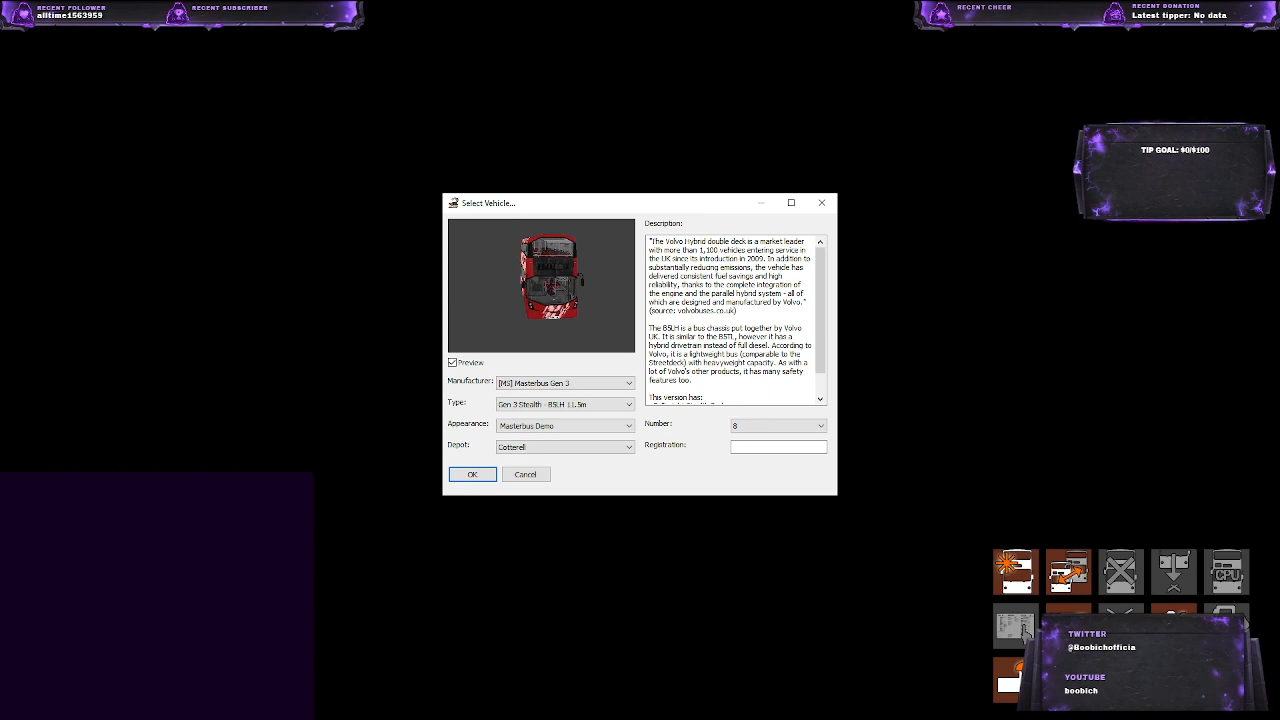 RECENT FOLLOWER
alltime1563959
RECENT SUBSCRIBER
RECENT CHEER
RECENT DONATION
Latest tipper: No data
TIP GOAL: $0/$100
Select Vehicle...
Description:
"The Volvo Hybrid double deck is a market leader
with more than 1,100 vehicles entering service in
the UK since its introduction in 2009. In addition to
substantially reducing emissions, the vehicle has
delivered consistent fuel savings and high
reliability, thanks to the complete integration of
the engine and the parallel hybrid system - all of
which are designed and manufactured by Volvo."
(source: volvobuses.co.uk)
The B5LH is a bus chassis put together by Volvo
UK. It is similar to the B5TL, however it has a
hybrid drivetrain instead of full diesel. According to
Volvo, it is a lightweight bus (comparable to the
Streetdeck) with heavyweight capacity. As with a
lot of Volvo's other products, it has many safety
features too.
This version has:
Preview
Manufacturer: [MS] Masterbus Gen 3
Type: Gen 3 Stealth - B5LH 11.5m
Appearance: Masterbus Demo
Number: 8
Depot: Cotterell
Registration:
OK
Cancel
CPU
TWITTER
@Boobichofficia
YOUTUBE
boobich